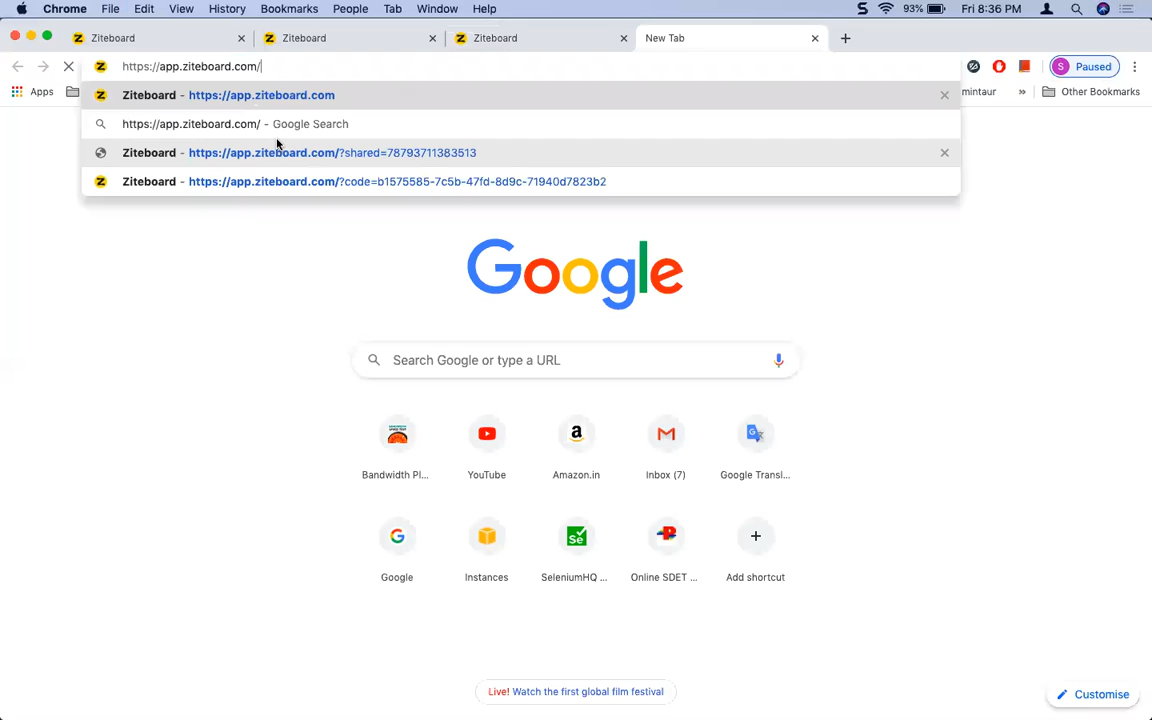 Chrome File Edit View History Bookmarks People Tab Window Help 93% Fri 8:36 PM
Ziteboard Ziteboard Ziteboard New Tab
https://app.ziteboard.com/ S Paused
Apps mintaur » Other Bookmarks
Ziteboard - https://app.ziteboard.com
https://app.ziteboard.com/ - Google Search
Ziteboard - https://app.ziteboard.com/?shared=78793711383513
Ziteboard - https://app.ziteboard.com/?code=b1575585-7c5b-47fd-8d9c-71940d7823b2
Google
Search Google or type a URL
Bandwidth Pl... YouTube Amazon.in Inbox (7) Google Transl...
Google Instances SeleniumHQ ... Online SDET ... Add shortcut
Live! Watch the first global film festival
Customise